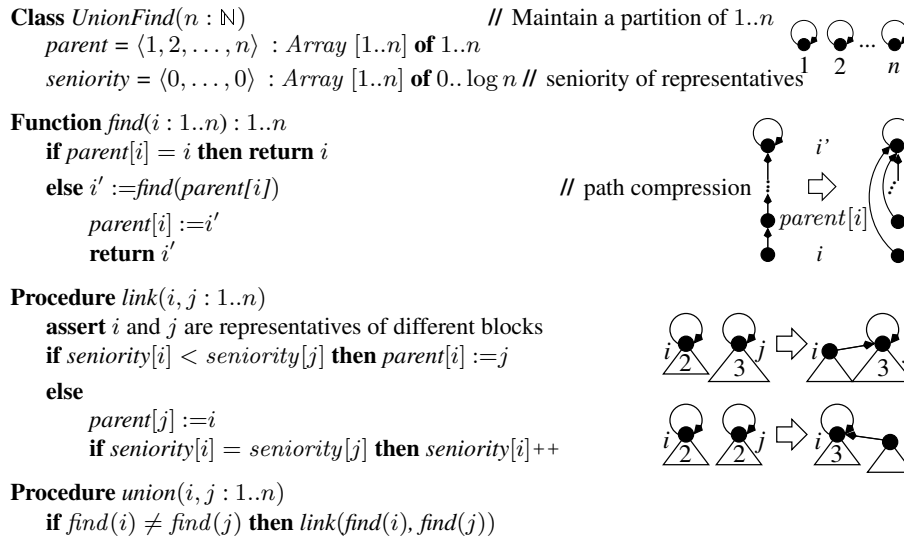 Class UnionFind(n : ℕ) // Maintain a partition of 1..n
parent = ⟨1, 2, . . . , n⟩ : Array [1..n] of 1..n
1 2 ... n
seniority = ⟨0, . . . , 0⟩ : Array [1..n] of 0.. log n // seniority of representatives
Function find(i : 1..n) : 1..n
if parent[i] = i then return i
i’
else i′ :=find(parent[i]) // path compression
parent[i] :=i′
parent[i]
return i′
i
Procedure link(i, j : 1..n)
assert i and j are representatives of different blocks
if seniority[i] < seniority[j] then parent[i] :=j
i 2 3 j i 3
else
parent[j] :=i
if seniority[i] = seniority[j] then seniority[i]++
i 2 2 j i 3
Procedure union(i, j : 1..n)
if find(i) ≠ find(j) then link(find(i), find(j))